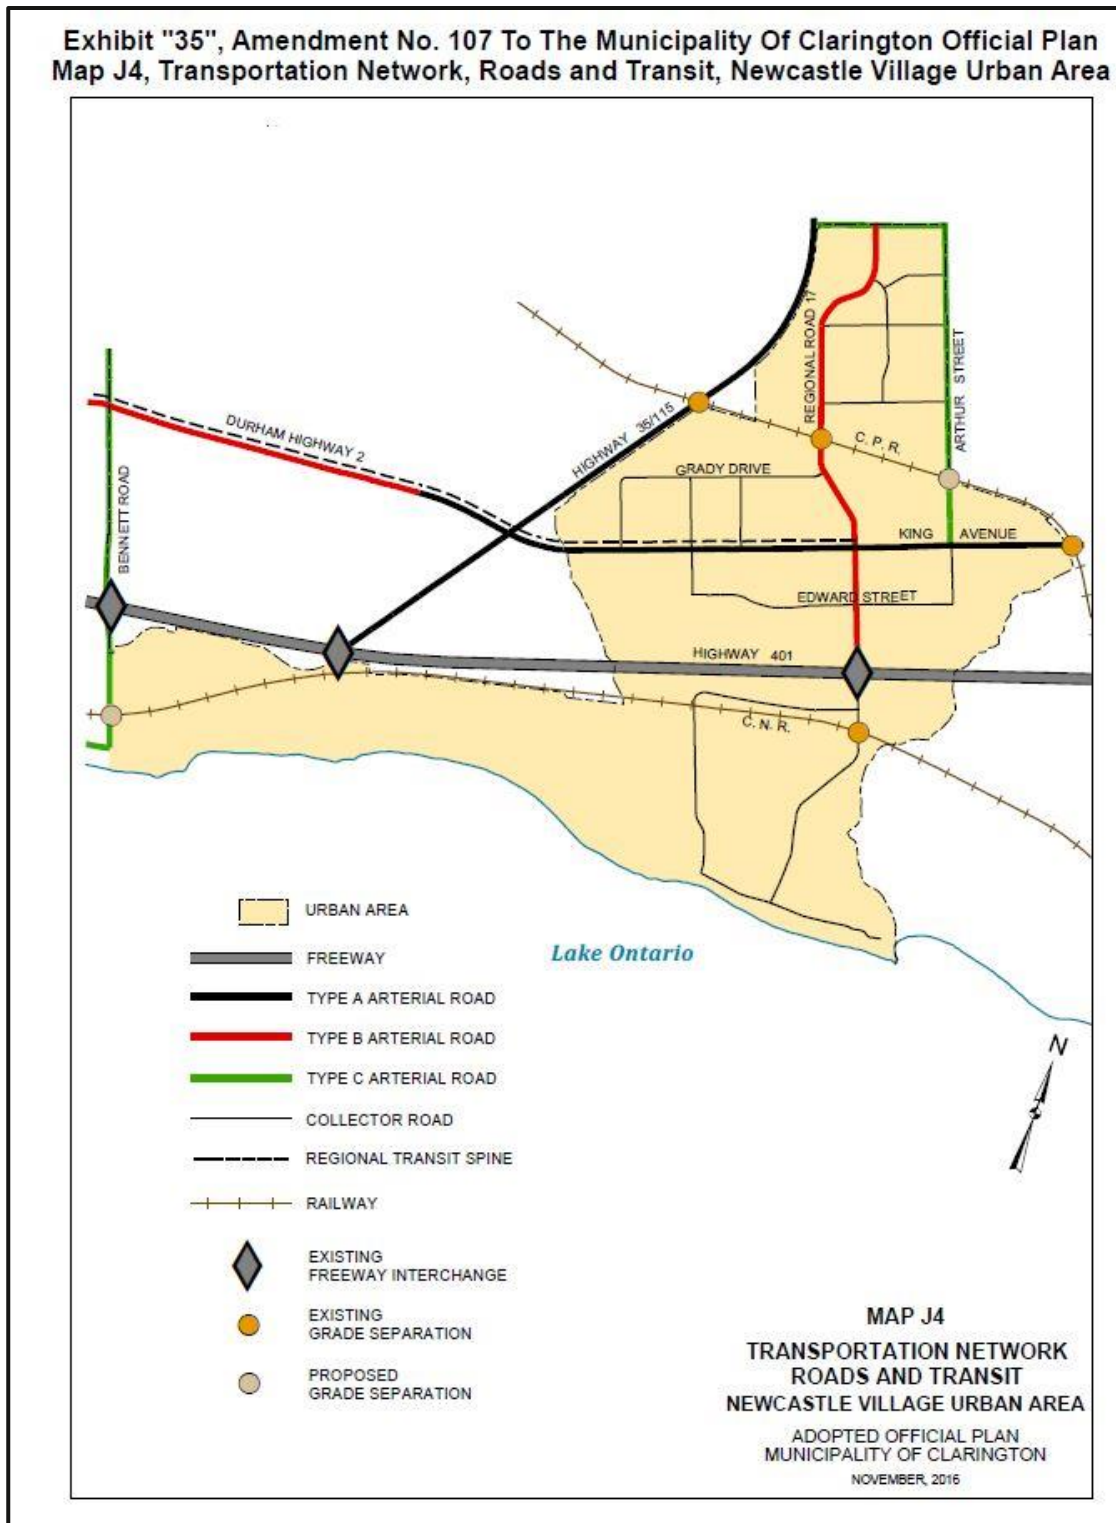 Exhibit "35", Amendment No. 107 To The Municipality Of Clarington Official Plan
Map J4, Transportation Network, Roads and Transit, Newcastle Village Urban Area
REGIONAL ROAD 17
ARTHUR STREET
HIGHWAY 35/115
DURHAM HIGHWAY 2
C. P. R.
GRADY DRIVE
BENNETT ROAD
KING AVENUE
EDWARD STREET
HIGHWAY 401
C. N. R.
Lake Ontario
URBAN AREA
FREEWAY
TYPE A ARTERIAL ROAD
TYPE B ARTERIAL ROAD
TYPE C ARTERIAL ROAD
COLLECTOR ROAD
REGIONAL TRANSIT SPINE
RAILWAY
EXISTING
FREEWAY INTERCHANGE
EXISTING
GRADE SEPARATION
PROPOSED
GRADE SEPARATION
N
MAP J4
TRANSPORTATION NETWORK
ROADS AND TRANSIT
NEWCASTLE VILLAGE URBAN AREA
ADOPTED OFFICIAL PLAN
MUNICIPALITY OF CLARINGTON
NOVEMBER, 2016